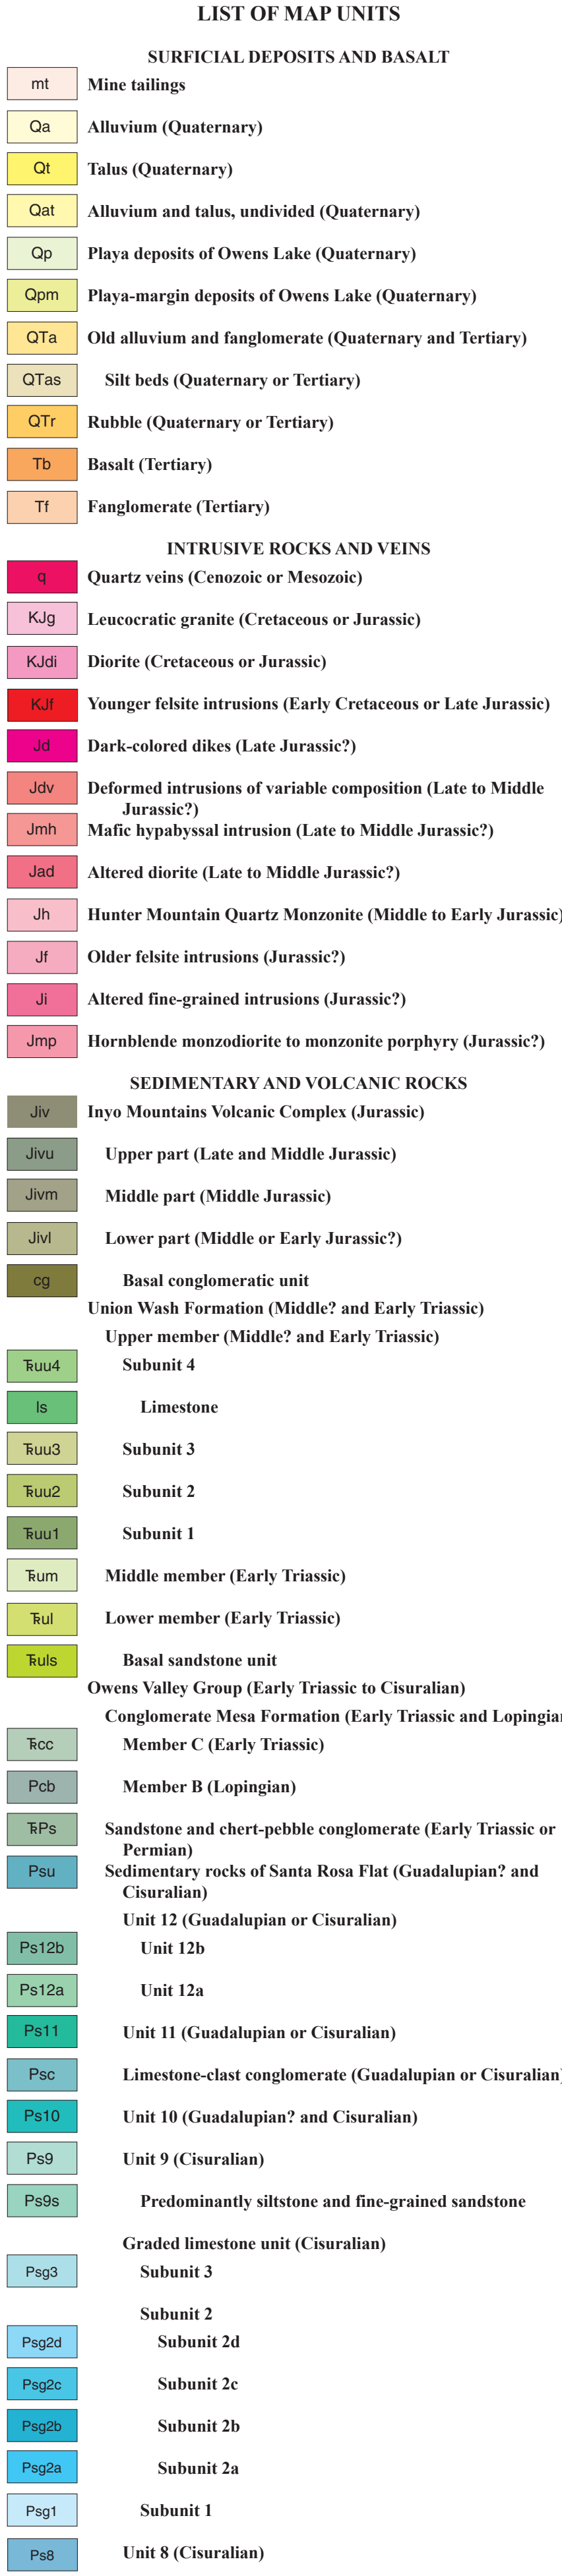 LIST OF MAP UNITS
SURFICIAL DEPOSITS AND BASALT
mt Mine tailings
Qa Alluvium (Quaternary)
Qt Talus (Quaternary)
Qat Alluvium and talus, undivided (Quaternary)
Qp Playa deposits of Owens Lake (Quaternary)
Qpm Playa-margin deposits of Owens Lake (Quaternary)
QTa Old alluvium and fanglomerate (Quaternary and Tertiary)
QTas Silt beds (Quaternary or Tertiary)
QTr Rubble (Quaternary or Tertiary)
Tb Basalt (Tertiary)
Tf Fanglomerate (Tertiary)
INTRUSIVE ROCKS AND VEINS
q Quartz veins (Cenozoic or Mesozoic)
KJg Leucocratic granite (Cretaceous or Jurassic)
KJdi Diorite (Cretaceous or Jurassic)
KJf Younger felsite intrusions (Early Cretaceous or Late Jurassic)
Jd Dark-colored dikes (Late Jurassic?)
Jdv Deformed intrusions of variable composition (Late to Middle
Jurassic?)
Jmh Mafic hypabyssal intrusion (Late to Middle Jurassic?)
Jad Altered diorite (Late to Middle Jurassic?)
Jh Hunter Mountain Quartz Monzonite (Middle to Early Jurassic)
Jf Older felsite intrusions (Jurassic?)
Ji Altered fine-grained intrusions (Jurassic?)
Jmp Hornblende monzodiorite to monzonite porphyry (Jurassic?)
SEDIMENTARY AND VOLCANIC ROCKS
Jiv Inyo Mountains Volcanic Complex (Jurassic)
Jivu Upper part (Late and Middle Jurassic)
Jivm Middle part (Middle Jurassic)
Jivl Lower part (Middle or Early Jurassic?)
cg Basal conglomeratic unit
Union Wash Formation (Middle? and Early Triassic)
Upper member (Middle? and Early Triassic)
T̶ruu4 Subunit 4
ls Limestone
T̶ruu3 Subunit 3
T̶ruu2 Subunit 2
T̶ruu1 Subunit 1
T̶rum Middle member (Early Triassic)
T̶rul Lower member (Early Triassic)
T̶ruls Basal sandstone unit
Owens Valley Group (Early Triassic to Cisuralian)
Conglomerate Mesa Formation (Early Triassic and Lopingian
T̶rcc Member C (Early Triassic)
Pcb Member B (Lopingian)
T̶rPs Sandstone and chert-pebble conglomerate (Early Triassic or
Permian)
Psu Sedimentary rocks of Santa Rosa Flat (Guadalupian? and
Cisuralian)
Unit 12 (Guadalupian or Cisuralian)
Ps12b Unit 12b
Ps12a Unit 12a
Ps11 Unit 11 (Guadalupian or Cisuralian)
Psc Limestone-clast conglomerate (Guadalupian or Cisuralian)
Ps10 Unit 10 (Guadalupian? and Cisuralian)
Ps9 Unit 9 (Cisuralian)
Ps9s Predominantly siltstone and fine-grained sandstone
Graded limestone unit (Cisuralian)
Psg3 Subunit 3
Subunit 2
Psg2d Subunit 2d
Psg2c Subunit 2c
Psg2b Subunit 2b
Psg2a Subunit 2a
Psg1 Subunit 1
Ps8 Unit 8 (Cisuralian)